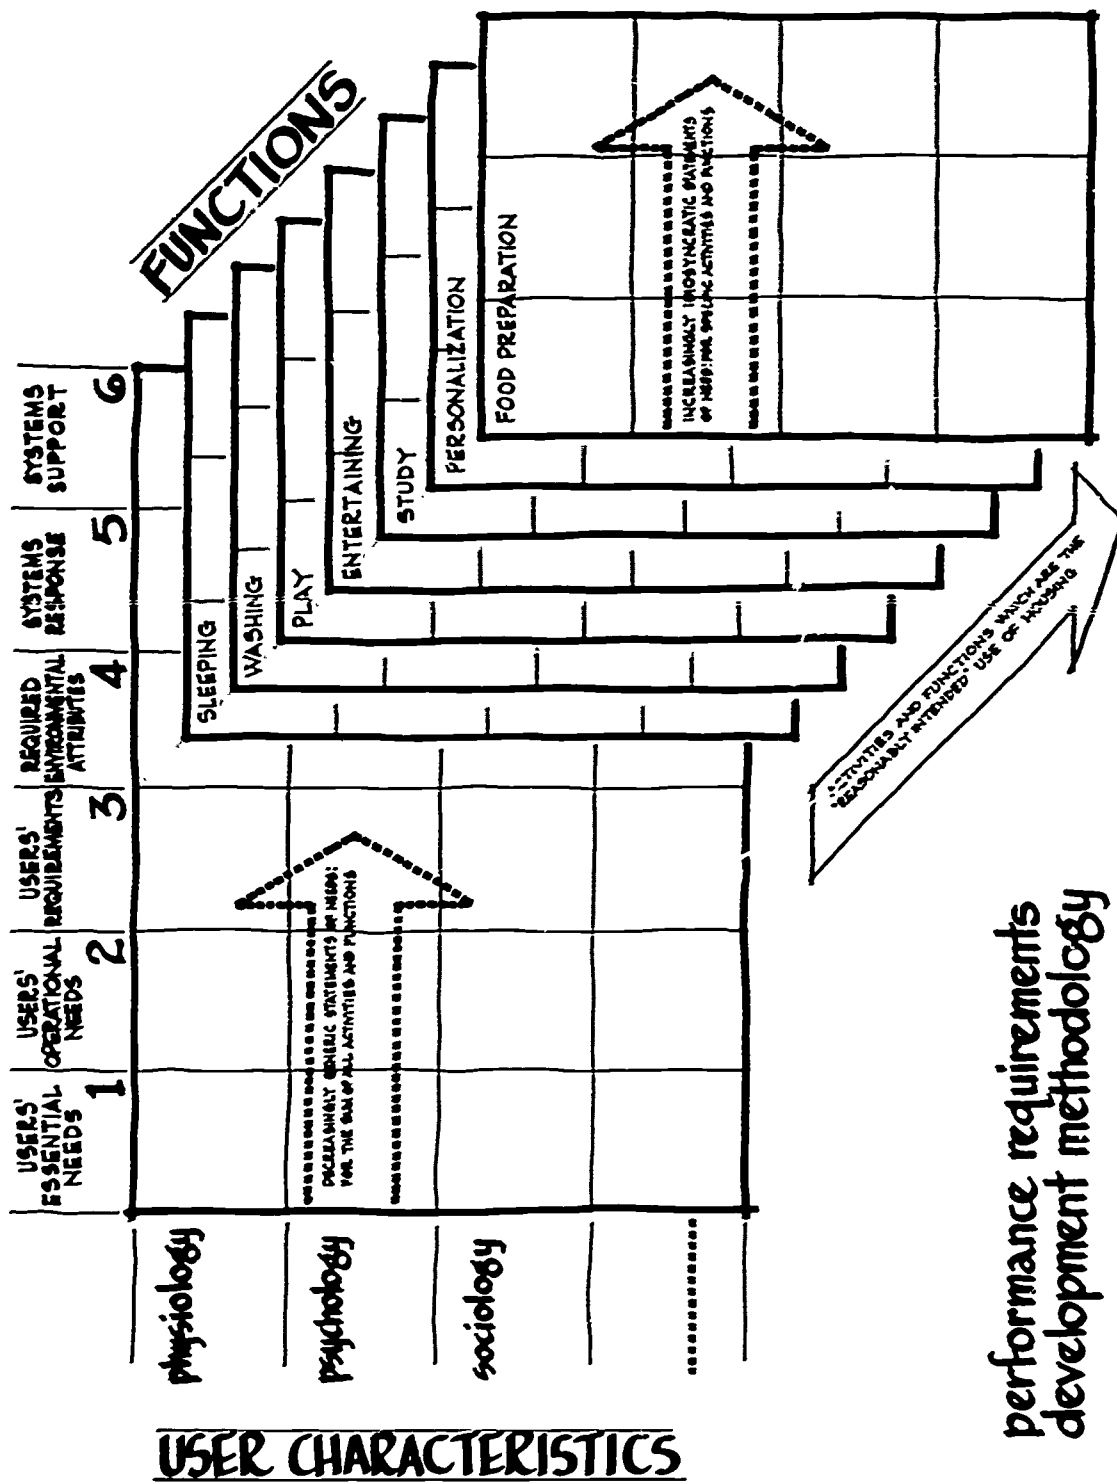 FUNCTIONS
USERS'
ESSENTIAL
NEEDS
1
USERS'
OPERATIONAL
NEEDS
2
USERS'
REQUIREMENTS
3
REQUIRED
ENVIRONMENTAL
ATTRIBUTES
4
SYSTEMS
RESPONSE
5
SYSTEMS
SUPPORT
6
USER CHARACTERISTICS
physiology
psychology
sociology
DECREASINGLY GENERIC STATEMENTS OF NEEDS:
FOR THE SUM OF ALL ACTIVITIES AND FUNCTIONS
SLEEPING
WASHING
PLAY
ENTERTAINING
STUDY
PERSONALIZATION
FOOD PREPARATION
INCREASINGLY IDIOSYNCRATIC STATEMENTS
OF NEED: FOR SPECIFIC ACTIVITIES AND FUNCTIONS
ACTIVITIES AND FUNCTIONS WHICH ARE THE
"REASONABLY INTENDED" USE OF HOUSING
performance requirements
development methodology